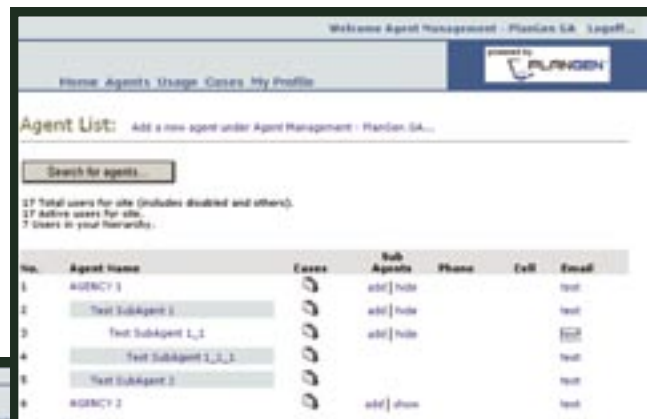 Welcome Agent Management - PlanGen GA Logoff...
powered by
PLANGEN
Home Agents Usage Cases My Profile
Agent List: Add a new agent under Agent Management - PlanGen GA...
Search for agents...
17 Total users for site (includes disabled and others).
17 Active users for site.
7 Users in your hierarchy.
No. Agent Name Cases Sub Agents Phone Cell Email
1 AGENCY 1 add | hide test
2 Test SubAgent 1 add | hide test
3 Test SubAgent 1_1 add | hide test
4 Test SubAgent 1_1_1 test
5 Test SubAgent 2 test
6 AGENCY 2 add | show test